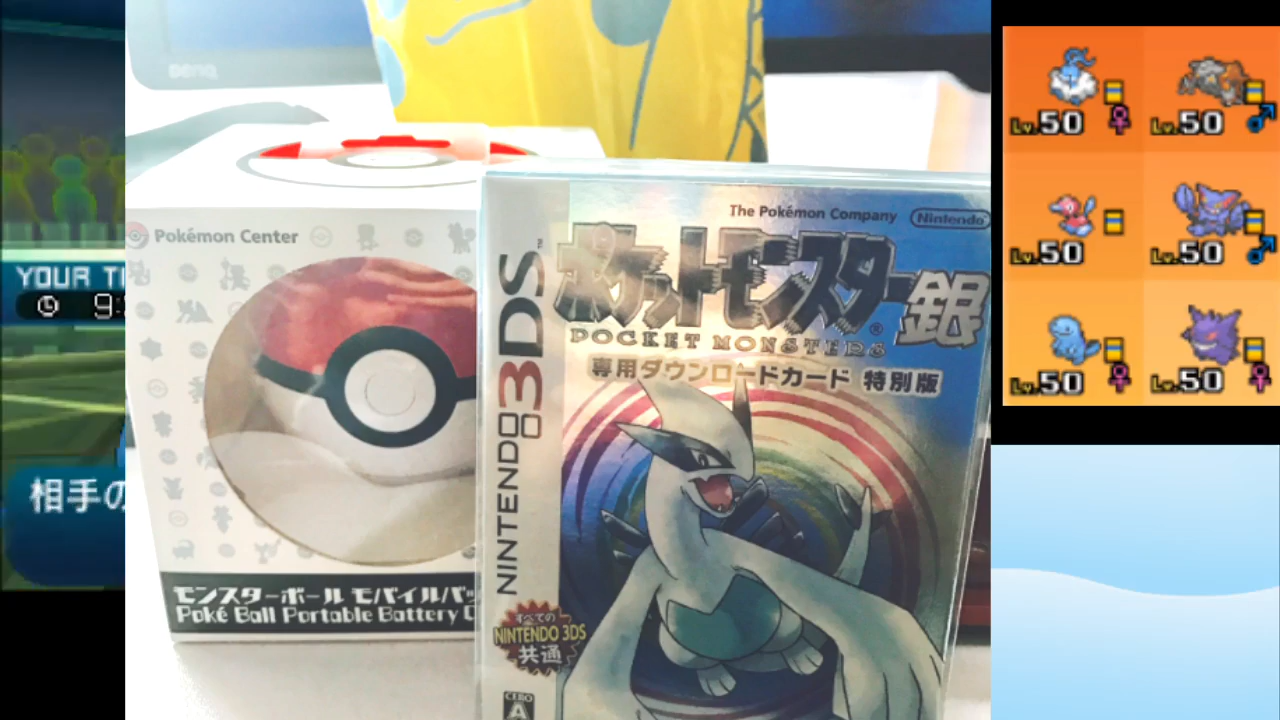 BENQ
YOUR TI
9:
相手の
Pokémon Center
モンスターボール モバイルバッ
Poké Ball Portable Battery C
The Pokémon Company
Nintendo
NINTENDO 3DS™
ポケットモンスター銀
POCKET MONSTERS®
専用ダウンロードカード 特別版
すべての
NINTENDO 3DS
共通
CERO
A
Lv.50
Lv.50
Lv.50
Lv.50
Lv.50
Lv.50